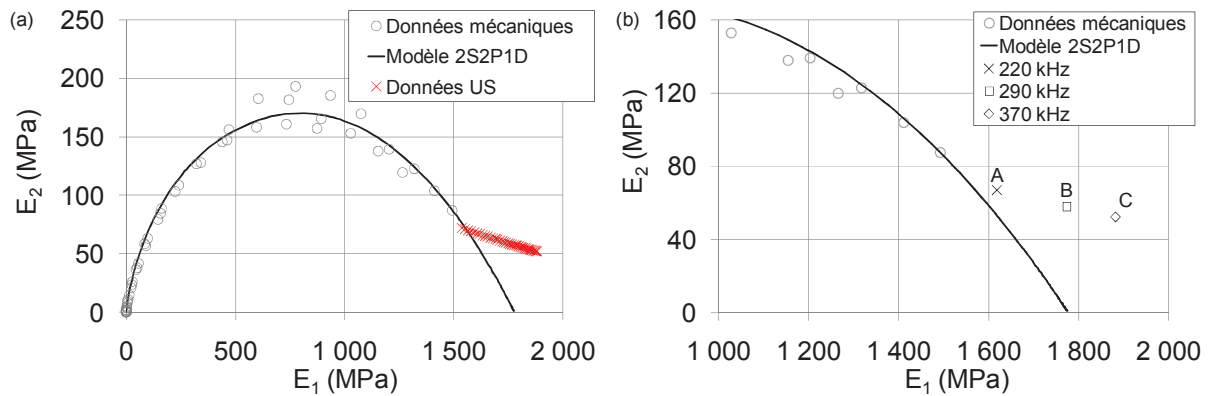 (a)
250
200
150
100
50
0
E2 (MPa)
Données mécaniques
Modèle 2S2P1D
Données US
0 500 1 000 1 500 2 000
E1 (MPa)
(b)
160
120
80
40
0
E2 (MPa)
Données mécaniques
Modèle 2S2P1D
220 kHz
290 kHz
370 kHz
A
B
C
1 000 1 200 1 400 1 600 1 800 2 000
E1 (MPa)